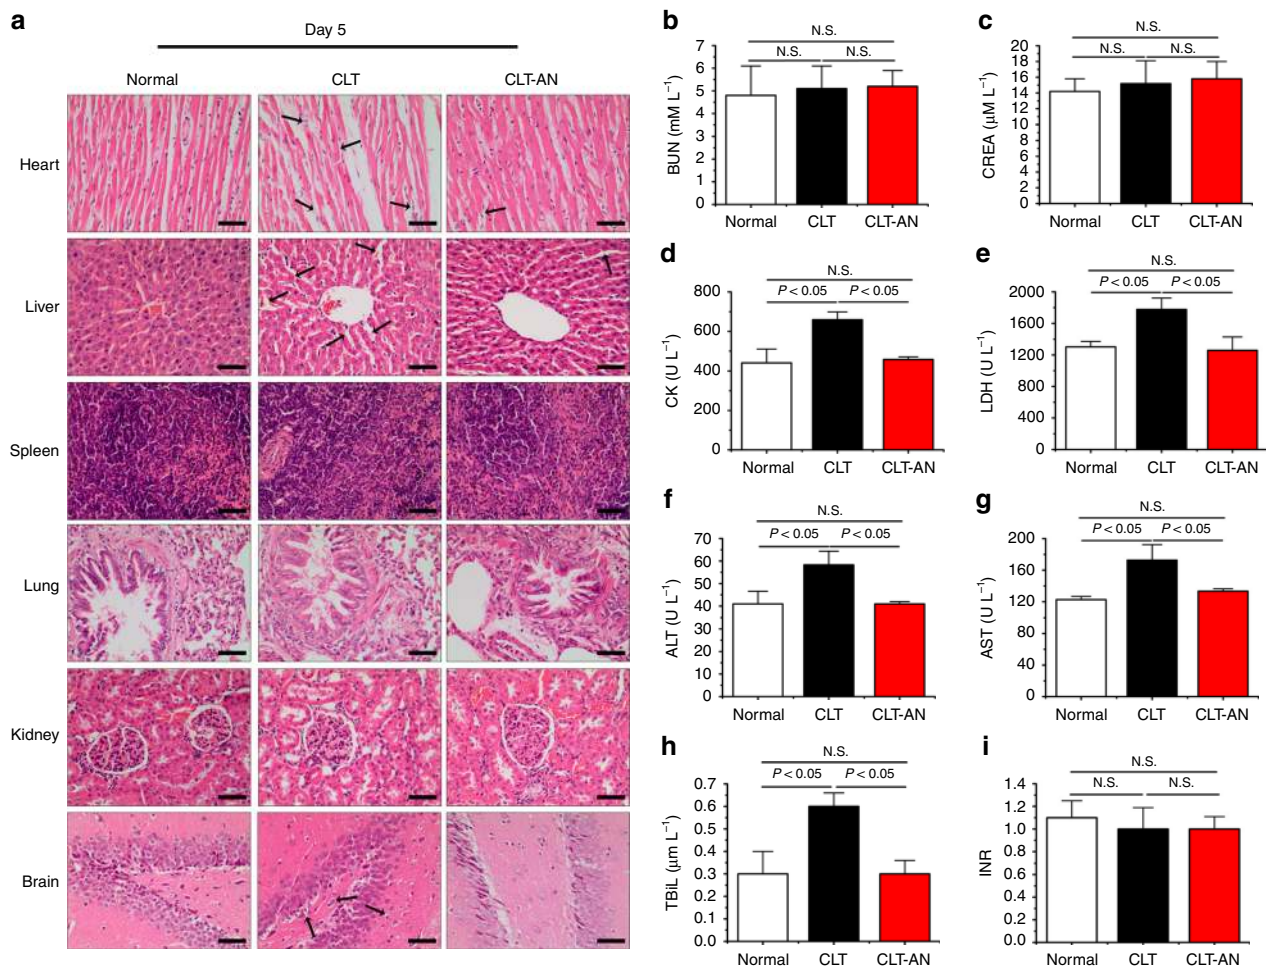 a
Day 5
Normal CLT CLT-AN
Heart
Liver
Spleen
Lung
Kidney
Brain
b
N.S.
N.S. N.S.
BUN (mM L⁻¹)
7
6
5
4
3
2
1
0
Normal CLT CLT-AN
c
N.S.
N.S. N.S.
CREA (μM L⁻¹)
20
18
16
14
12
10
8
6
4
2
0
Normal CLT CLT-AN
d
N.S.
P < 0.05 P < 0.05
CK (U L⁻¹)
800
600
400
200
0
Normal CLT CLT-AN
e
N.S.
P < 0.05 P < 0.05
LDH (U L⁻¹)
2000
1600
1200
800
400
0
Normal CLT CLT-AN
f
N.S.
P < 0.05 P < 0.05
ALT (U L⁻¹)
70
60
50
40
30
20
10
0
Normal CLT CLT-AN
g
N.S.
P < 0.05 P < 0.05
AST (U L⁻¹)
200
160
120
80
40
0
Normal CLT CLT-AN
h
N.S.
P < 0.05 P < 0.05
TBiL (μm L⁻¹)
0.7
0.6
0.5
0.4
0.3
0.2
0.1
0.0
Normal CLT CLT-AN
i
N.S.
N.S. N.S.
INR
1.4
1.2
1.0
0.8
0.6
0.4
0.2
0.0
Normal CLT CLT-AN